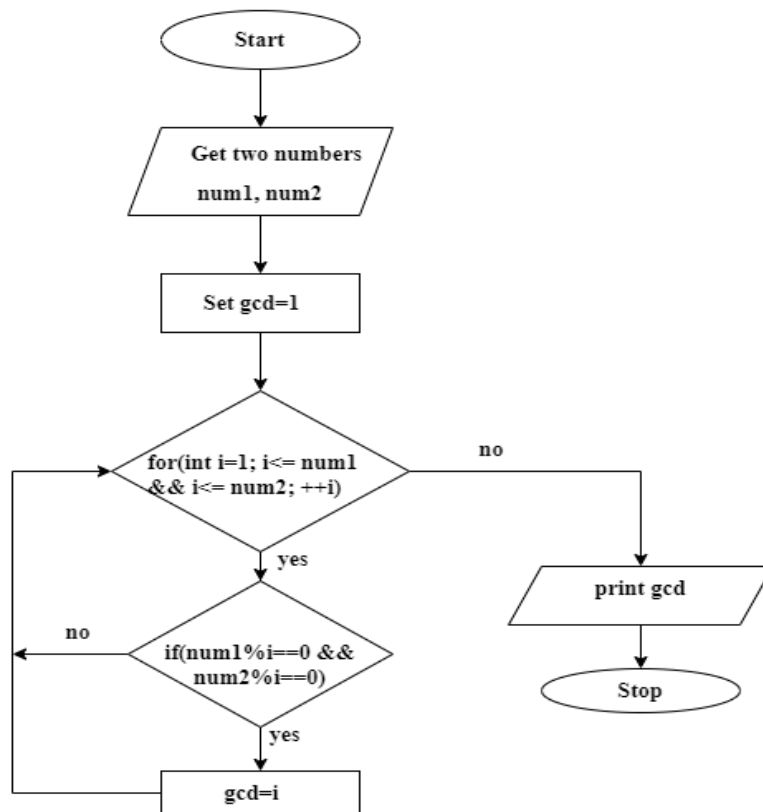 Start
Get two numbers
num1, num2
Set gcd=1
for(int i=1; i<= num1
&& i<= num2; ++i)
no
yes
print gcd
no
if(num1%i==0 &&
num2%i==0)
Stop
yes
gcd=i